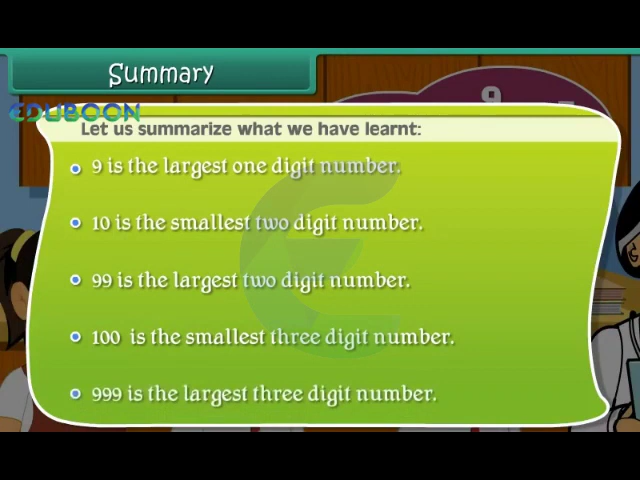 Summary
EDUBOON
9
Let us summarize what we have learnt:
9 is the largest one digit number.
10 is the smallest two digit number.
99 is the largest two digit number.
100 is the smallest three digit number.
999 is the largest three digit number.